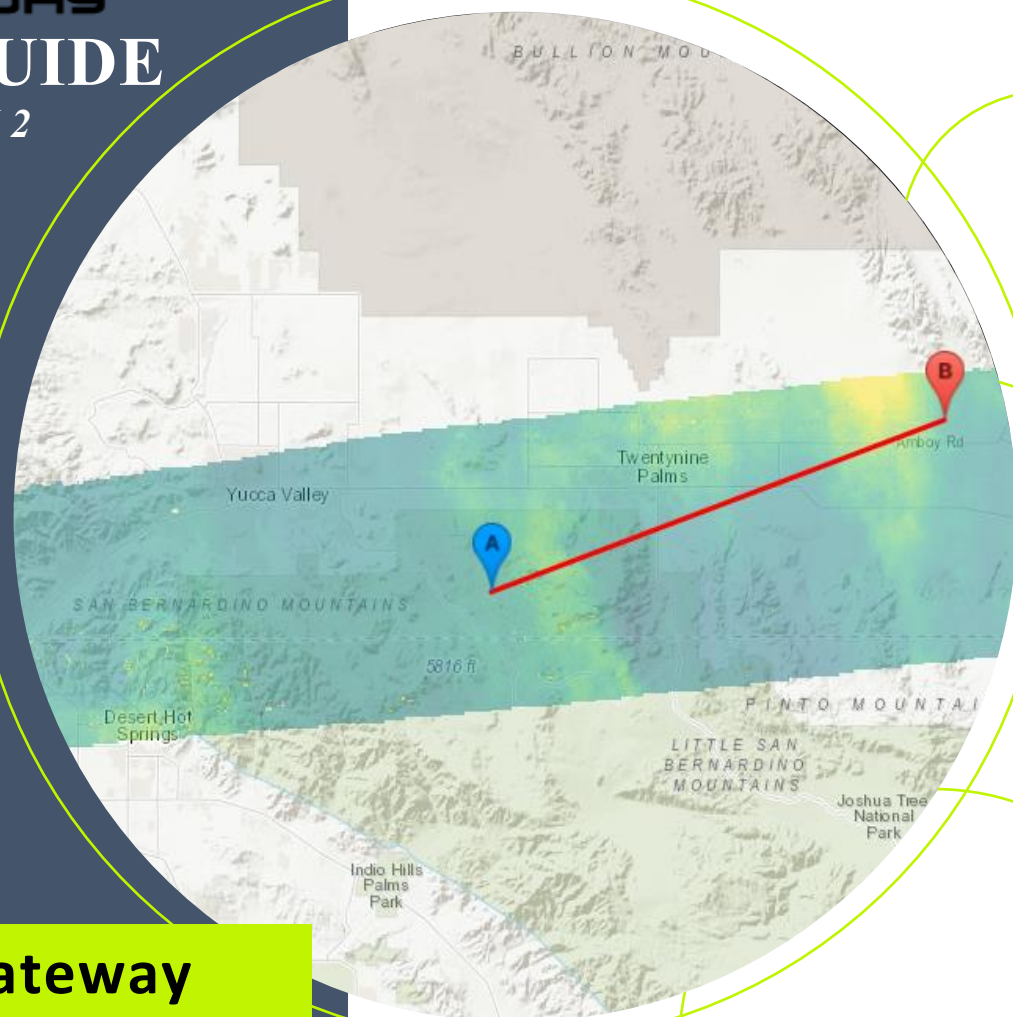 UIDE
2
BULLION MOU
B
Amboy Rd
Twentynine
Palms
Yucca Valley
A
SAN BERNARDINO MOUNTAINS
5816 ft
PINTO MOUNTAI
Desert Hot
Springs
LITTLE SAN
BERNARDINO
MOUNTAINS
Joshua Tree
National
Park
Indio Hills
Palms
Park
ateway